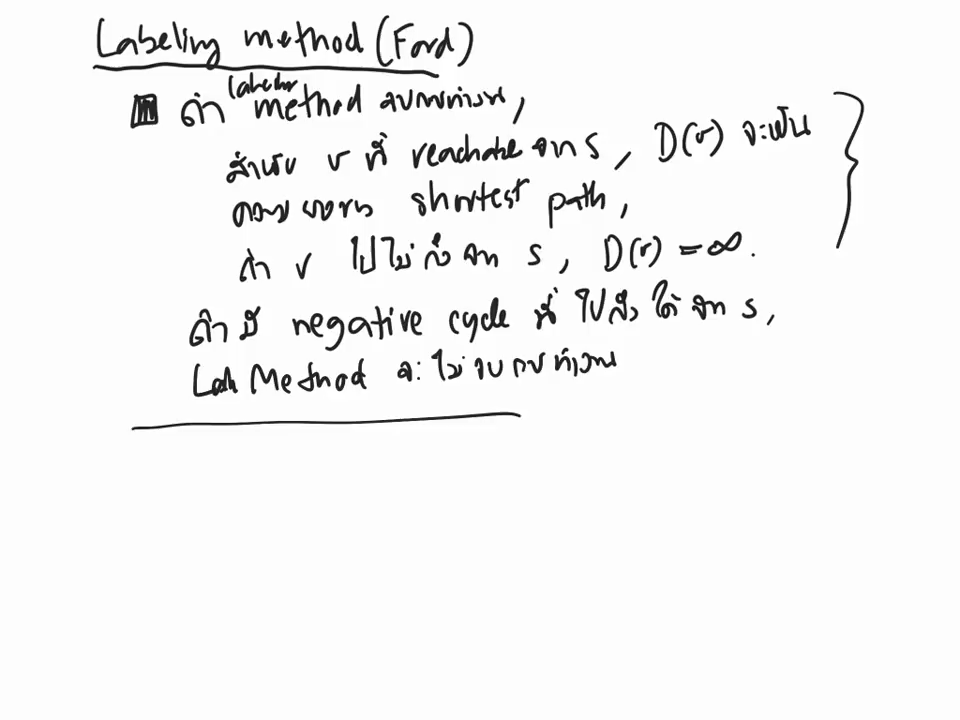 Labeling method (Ford)
ถ้า labeling method จบการทำงาน,
สำหรับ v ที่ reachable จาก s, D(v) จะเป็น
ความยาวของ shortest path,
ถ้า v ไปไม่ถึงจาก s, D(v) = ∞.
ถ้ามี negative cycle ที่ไปถึงได้จาก s,
Method จะไม่จบการทำงาน